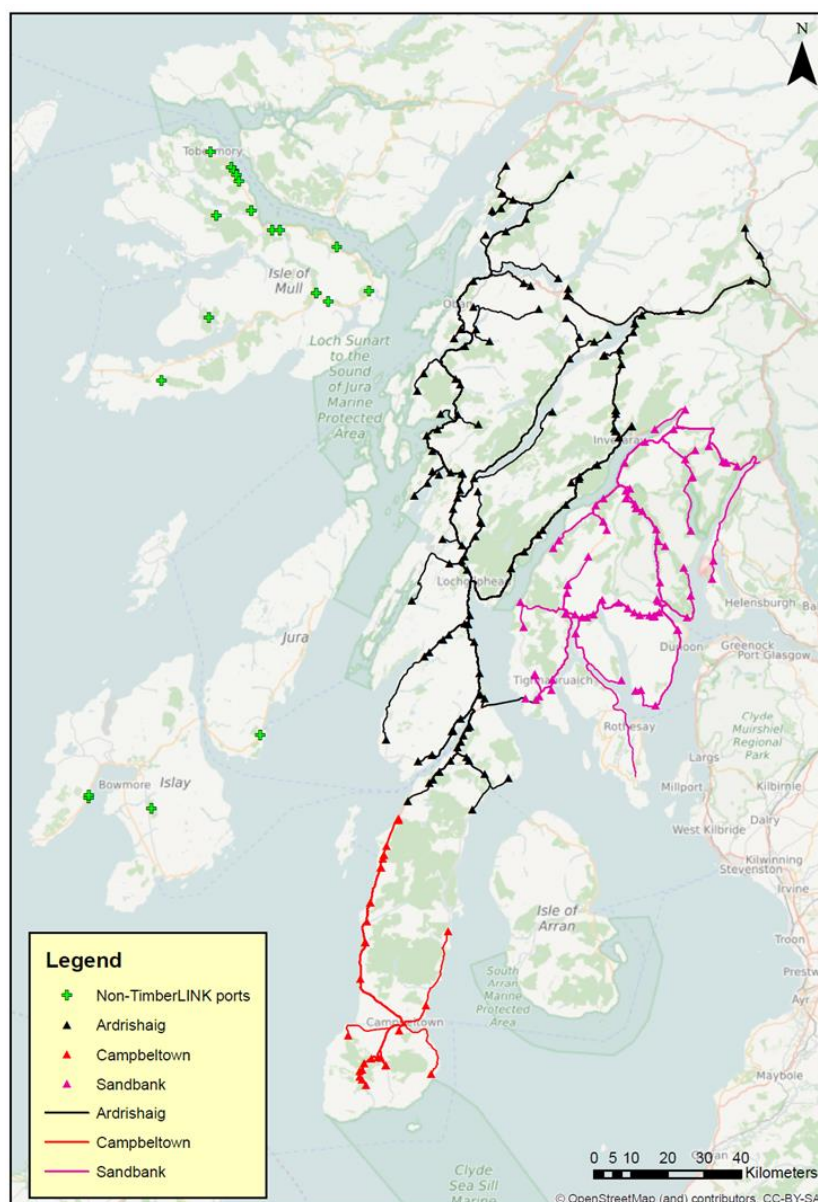 N
Tobermory
Isle of
Mull
Oban
Loch Sunart
to the
Sound
of Jura
Marine
Protected
Area
Inveraray
Lochgilphead
Helensburgh
Jura
Dunoon
Greenock
Port Glasgow
Tighnabruaich
Clyde
Muirshiel
Regional
Park
Rothesay
Largs
Bowmore
Islay
Millport
Kilbirnie
Dalry
West Kilbride
Kilwinning
Stevenston
Irvine
Isle of
Arran
Troon
Prestw
South
Arran
Marine
Protected
Area
Ayr
Campbeltown
Maybole
Legend
Non-TimberLINK ports
Ardrishaig
Campbeltown
Sandbank
Ardrishaig
Campbeltown
Sandbank
0 5 10 20 30 40
Kilometers
Clyde
Sea Sill
Marine
© OpenStreetMap (and) contributors, CC-BY-SA